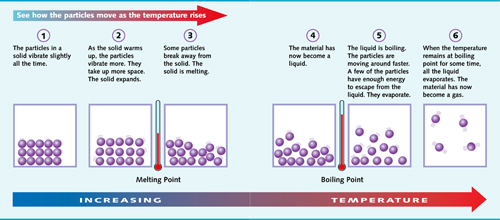 See how the particles move as the temperature rises
1
The particles in
a solid vibrate slightly
all the time.
2
As the solid warms
up, the particles
vibrate more. They
take up more space. The
solid expands.
3
Some particles
break away from
the solid. The
solid is melting.
4
The material has
now become a
liquid.
5
The liquid is boiling.
The particles are
moving around faster.
A few of the particles
have enough energy
to escape from the
liquid. They evaporate.
6
When the temperature
remains at boiling
point for some time,
all the liquid
evaporates. The
material has now
become a gas.
Melting Point
Boiling Point
INCREASING
TEMPERATURE